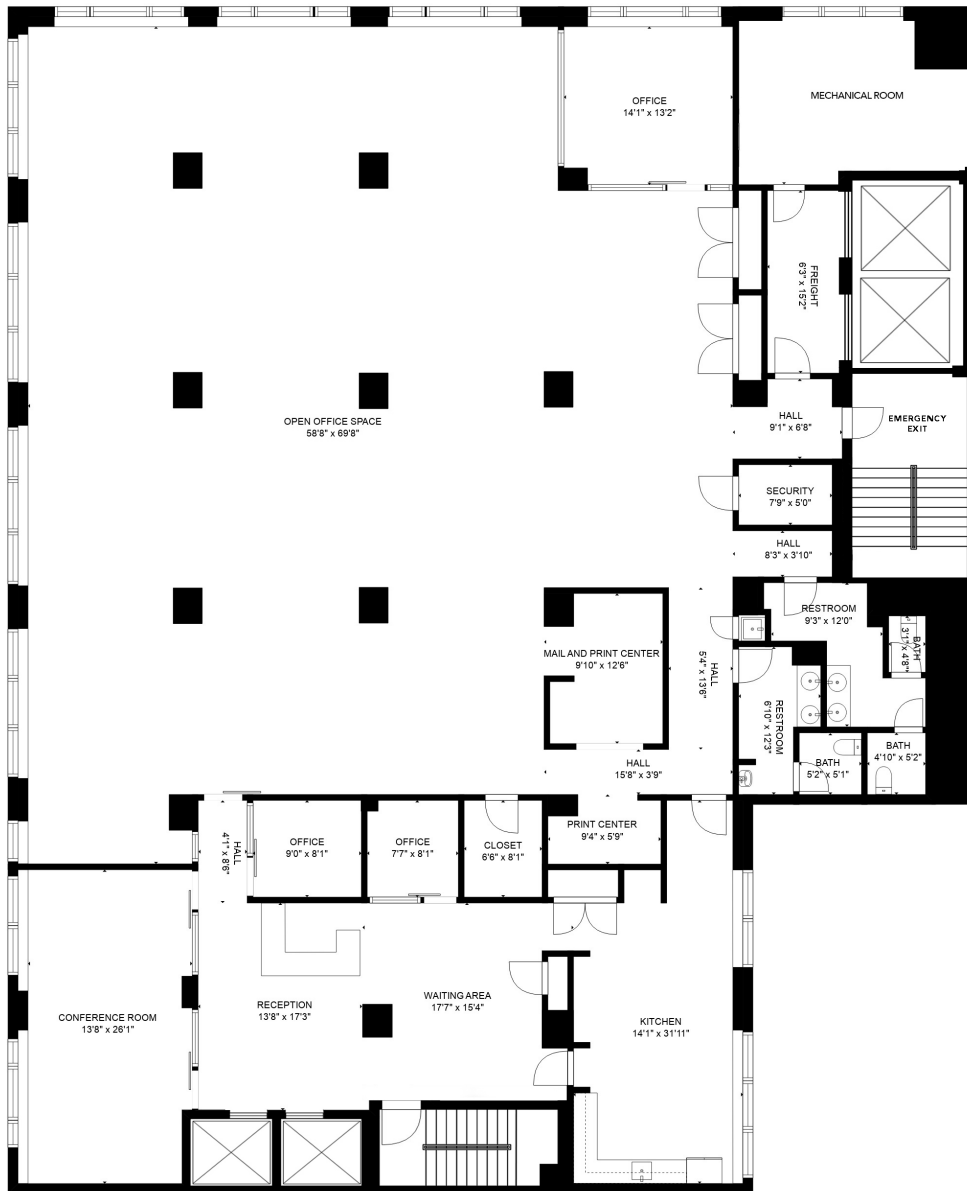 OFFICE
14'1" x 13'2"
MECHANICAL ROOM
FREIGHT
6'3" x 15'2"
OPEN OFFICE SPACE
58'8" x 69'8"
HALL
9'1" x 6'8"
EMERGENCY
EXIT
SECURITY
7'9" x 5'0"
HALL
8'3" x 3'10"
RESTROOM
9'3" x 12'0"
BATH
3'1" x 4'8"
MAIL AND PRINT CENTER
9'10" x 12'6"
HALL
5'4" x 13'6"
RESTROOM
6'10" x 12'3"
BATH
4'10" x 5'2"
HALL
15'8" x 3'9"
BATH
5'2" x 5'1"
HALL
4'1" x 8'6"
OFFICE
9'0" x 8'1"
OFFICE
7'7" x 8'1"
CLOSET
6'6" x 8'1"
PRINT CENTER
9'4" x 5'9"
CONFERENCE ROOM
13'8" x 26'1"
RECEPTION
13'8" x 17'3"
WAITING AREA
17'7" x 15'4"
KITCHEN
14'1" x 31'11"